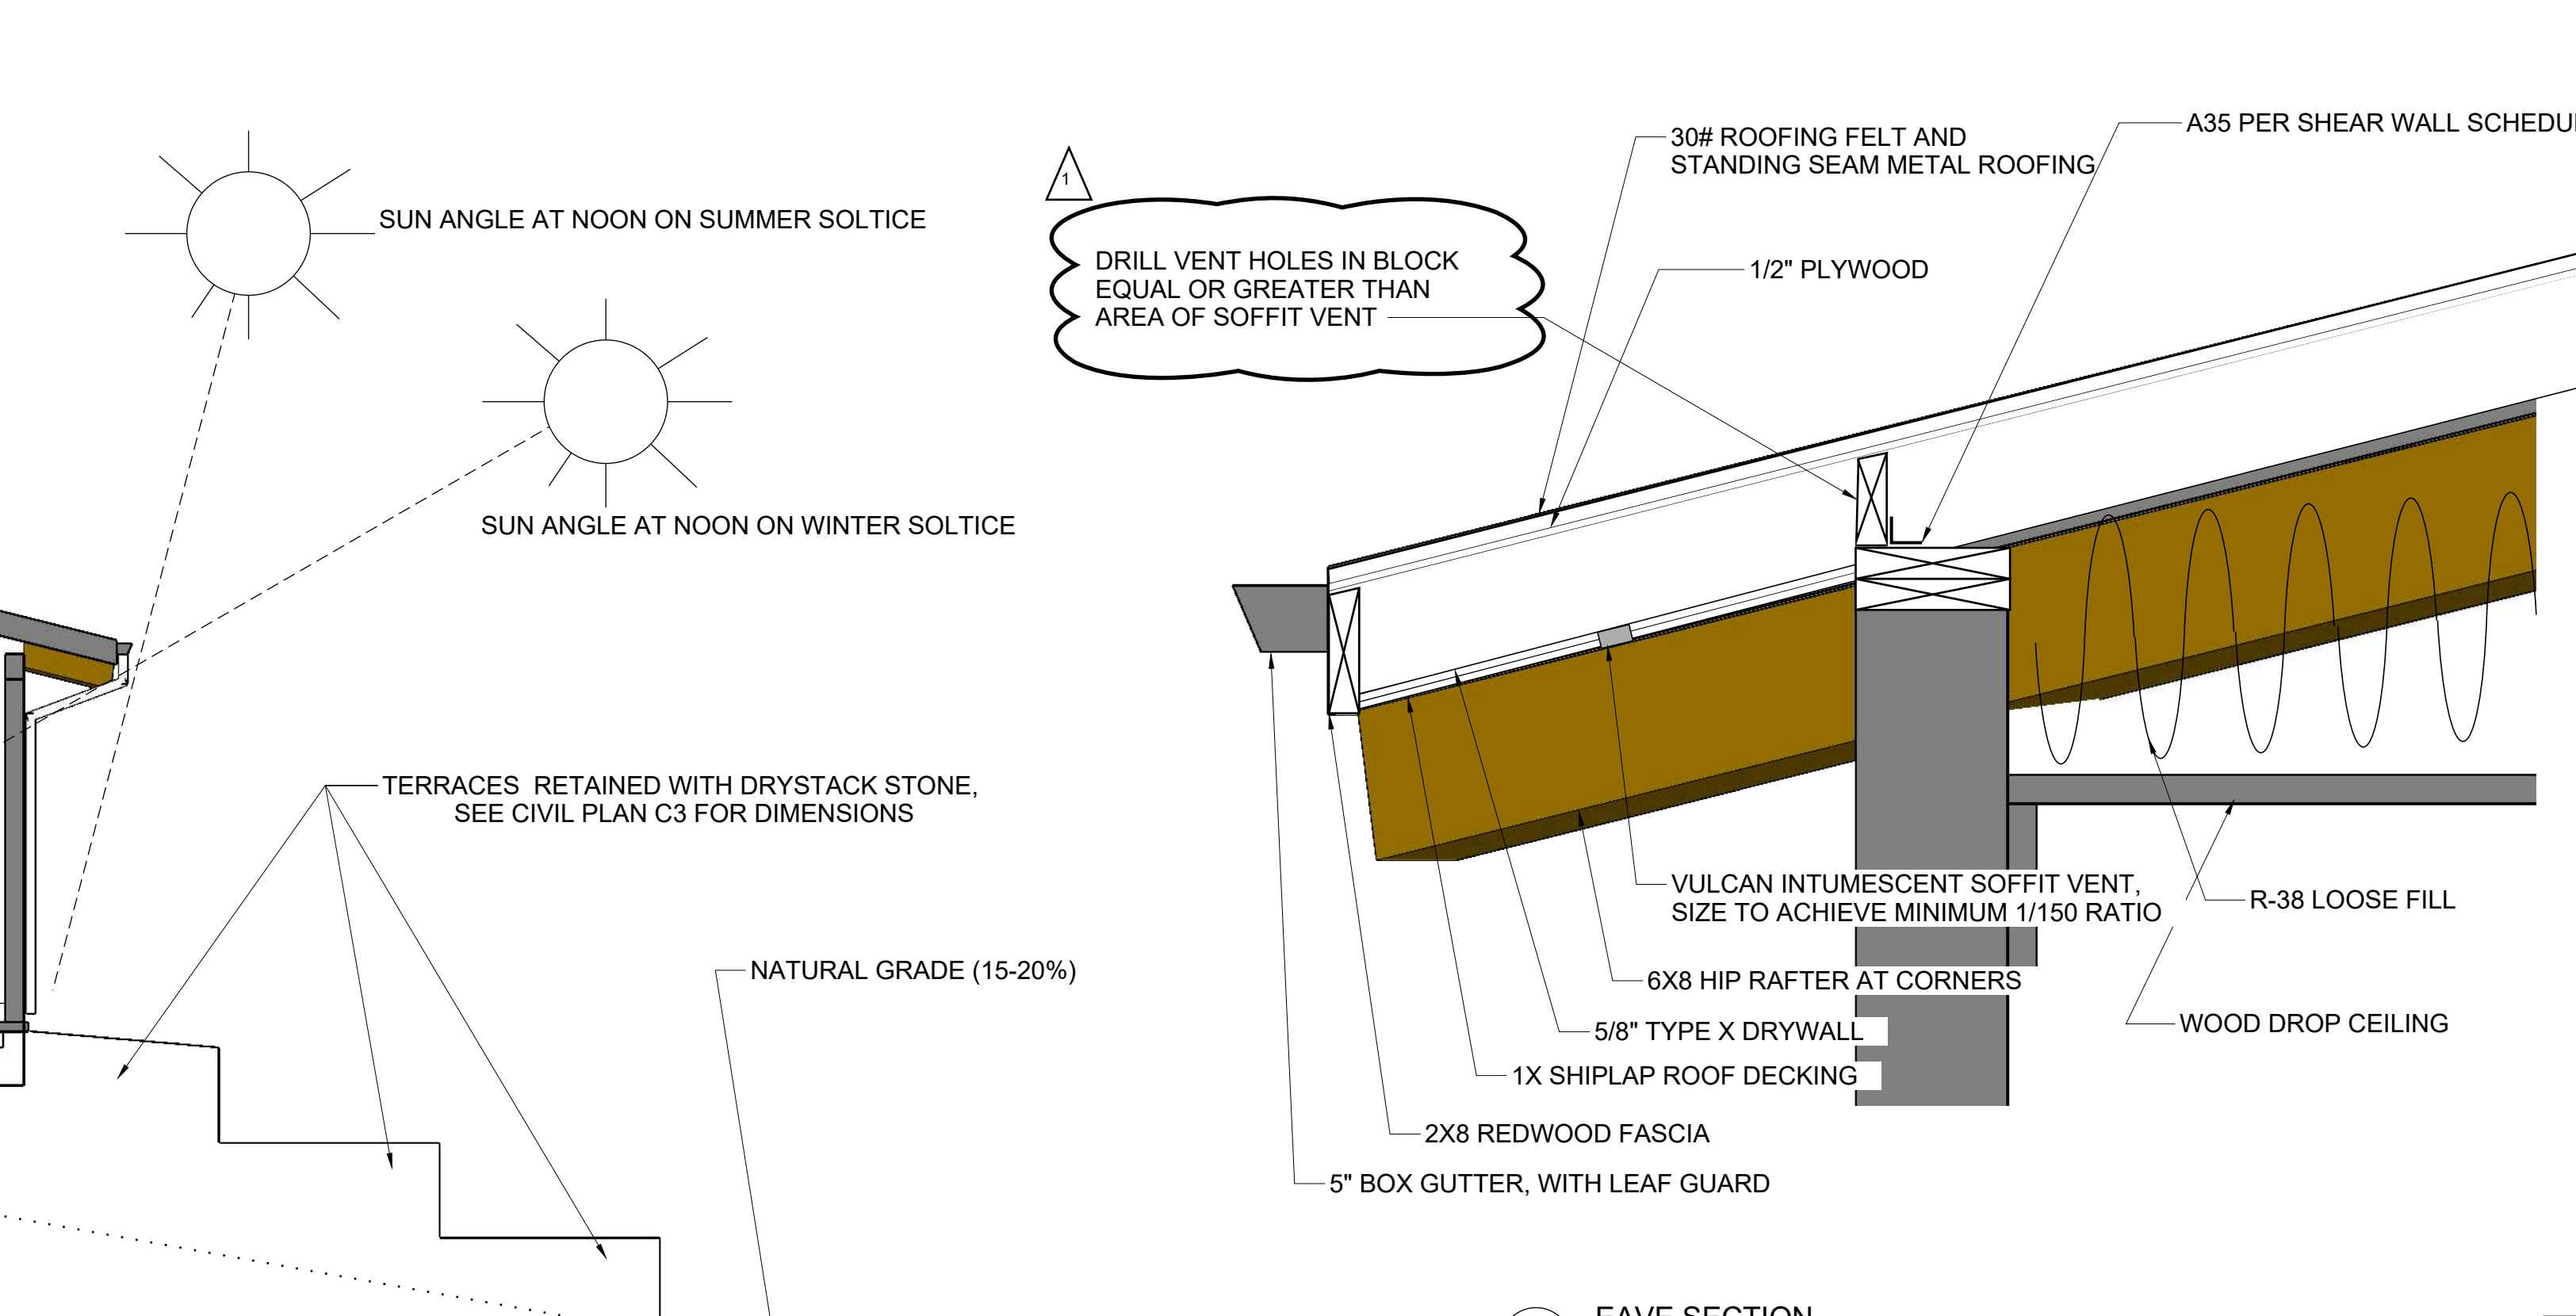 SUN ANGLE AT NOON ON SUMMER SOLTICE
SUN ANGLE AT NOON ON WINTER SOLTICE
TERRACES  RETAINED WITH DRYSTACK STONE,
SEE CIVIL PLAN C3 FOR DIMENSIONS
NATURAL GRADE (15-20%)
1
DRILL VENT HOLES IN BLOCK
EQUAL OR GREATER THAN
AREA OF SOFFIT VENT
30# ROOFING FELT AND
STANDING SEAM METAL ROOFING
A35 PER SHEAR WALL
1/2" PLYWOOD
VULCAN INTUMESCENT SOFFIT VENT,
SIZE TO ACHIEVE MINIMUM 1/150 RATIO
R-38 LOOSE FILL
6X8 HIP RAFTER AT CORNERS
WOOD DROP CEILING
5/8" TYPE X DRYWALL
1X SHIPLAP ROOF DECKING
2X8 REDWOOD FASCIA
5" BOX GUTTER, WITH LEAF GUARD
EAVE SECTION